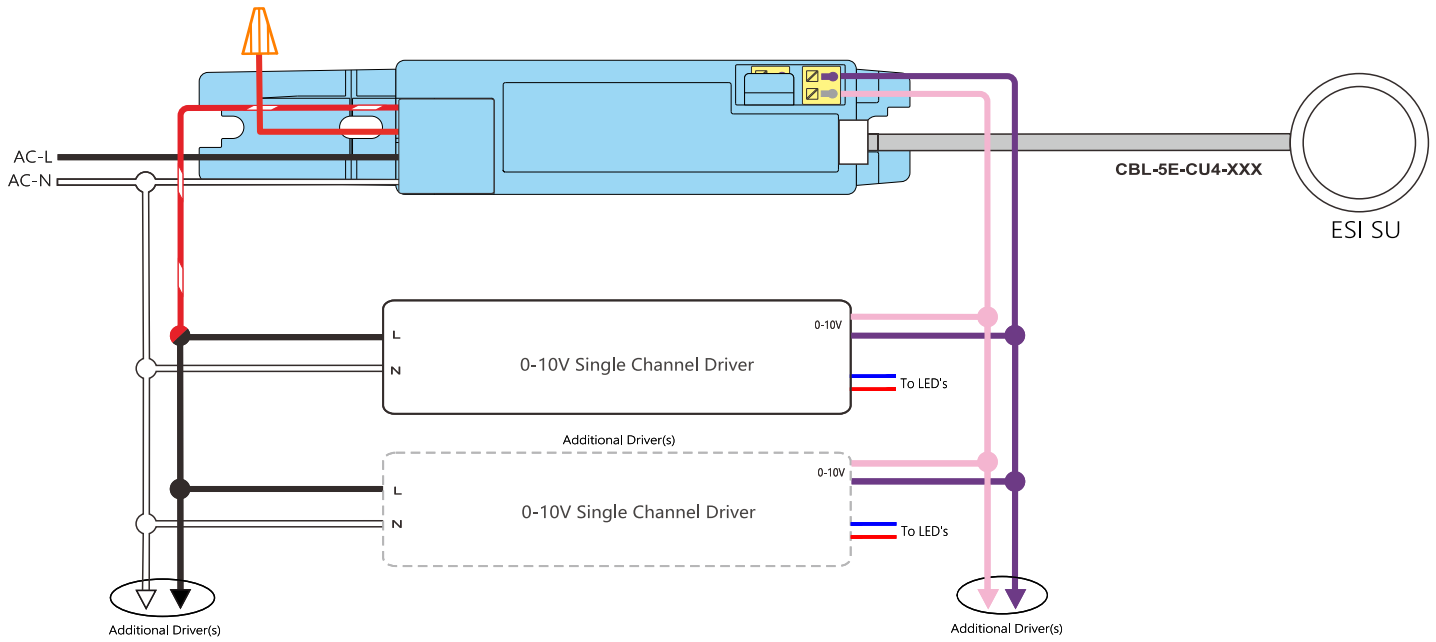 AC-L
AC-N
CBL-5E-CU4-XXX
ESI SU
L
N
0-10V Single Channel Driver
0-10V
To LED's
Additional Driver(s)
L
N
0-10V Single Channel Driver
0-10V
To LED's
Additional Driver(s)
Additional Driver(s)